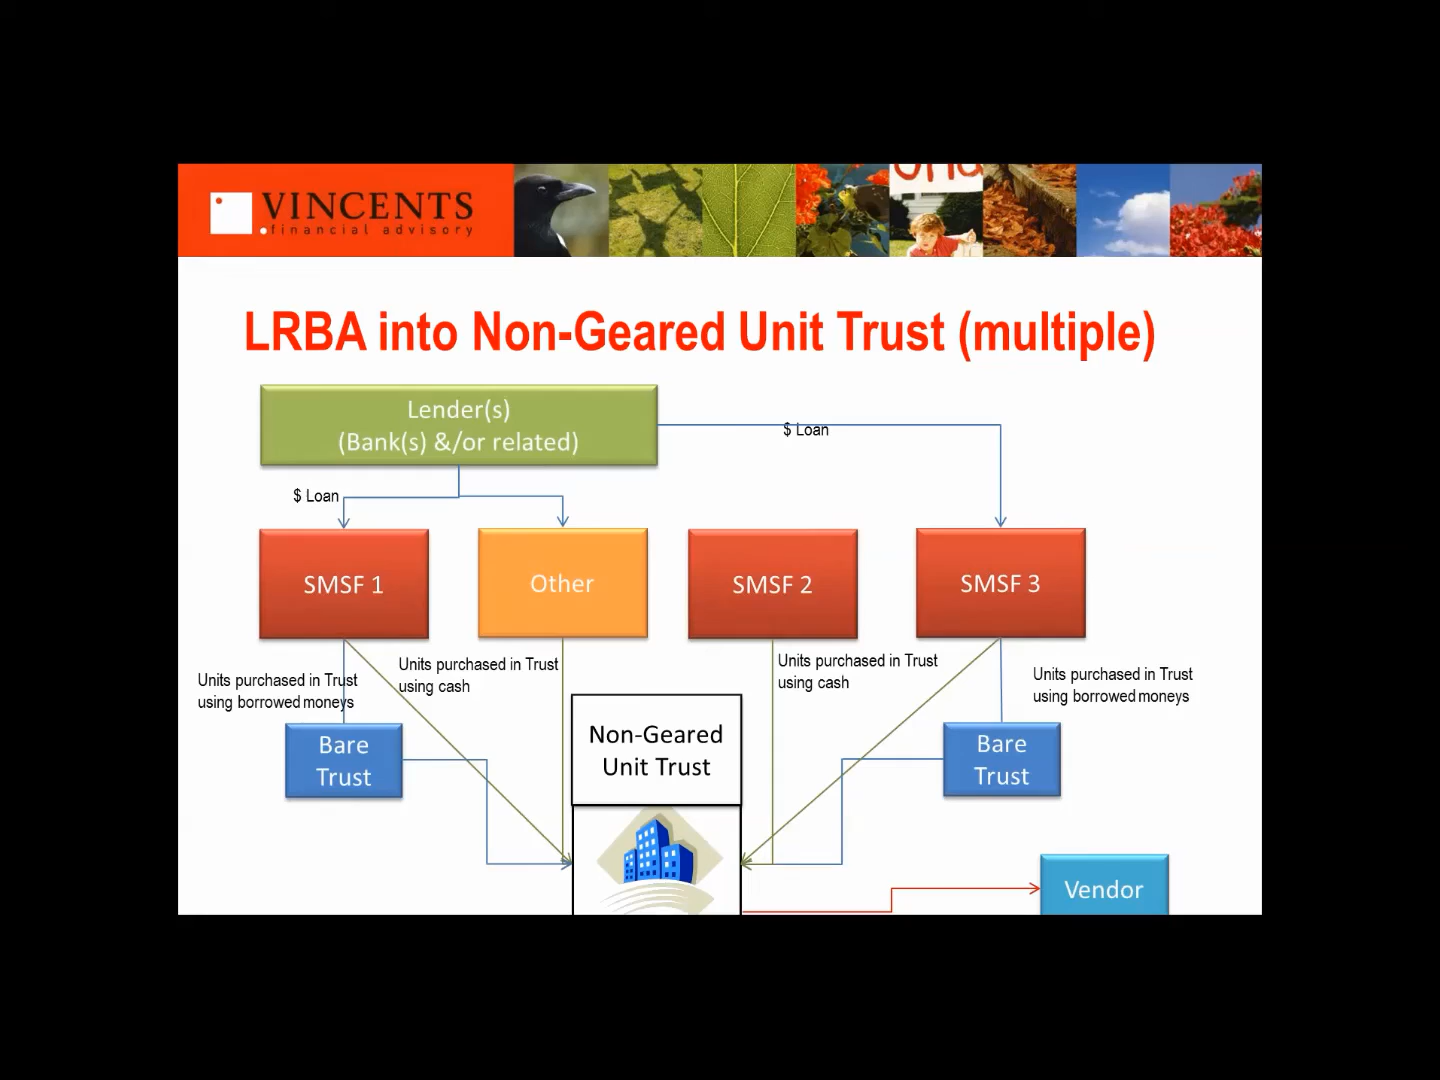 VINCENTS
financial advisory
LRBA into Non-Geared Unit Trust (multiple)
Lender(s)
(Bank(s) &/or related)
$ Loan
$ Loan
SMSF 1
Other
SMSF 2
SMSF 3
Units purchased in Trust
using borrowed moneys
Units purchased in Trust
using cash
Units purchased in Trust
using cash
Units purchased in Trust
using borrowed moneys
Bare
Trust
Non-Geared
Unit Trust
Bare
Trust
Vendor